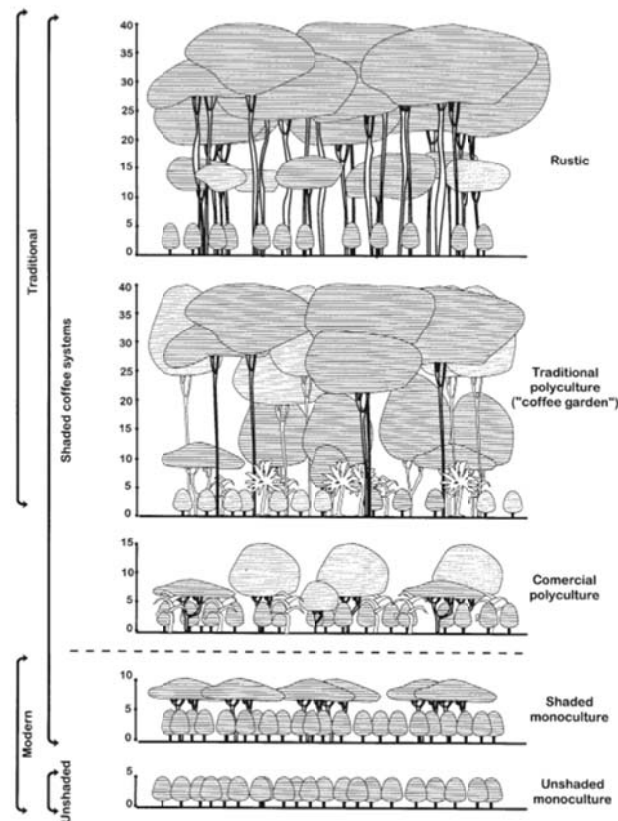 Traditional
Shaded coffee systems
Modern
Unshaded
40
35
30
25
20
15
10
5
0
Rustic
40
35
30
25
20
15
10
5
0
Traditional
polyculture
("coffee garden")
15
10
5
0
Comercial
polyculture
10
5
0
Shaded
monoculture
5
0
Unshaded
monoculture